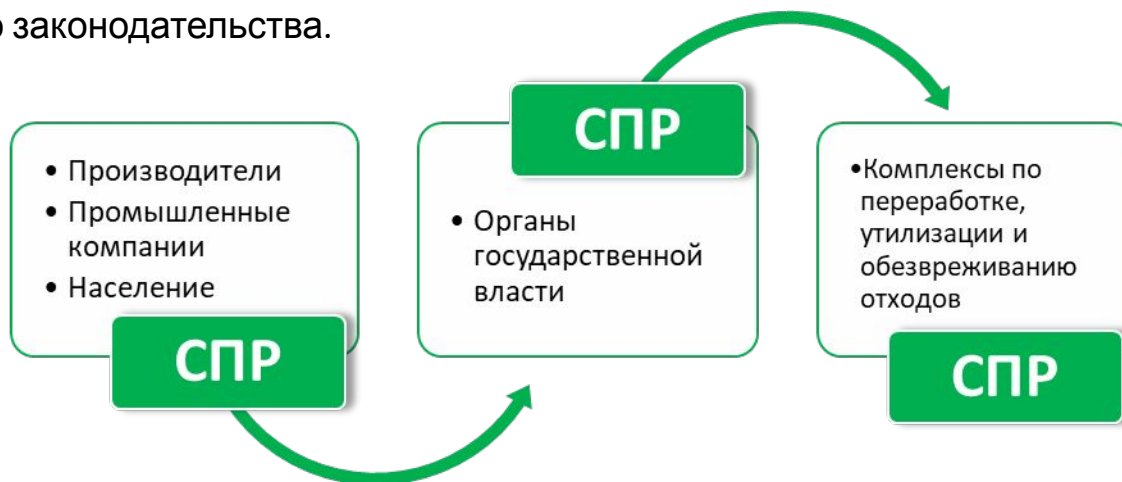 о законодательства.
• Производители
• Промышленные
компании
• Население
СПР
СПР
• Органы
государственной
власти
•Комплексы по
переработке,
утилизации и
обезвреживанию
отходов
СПР